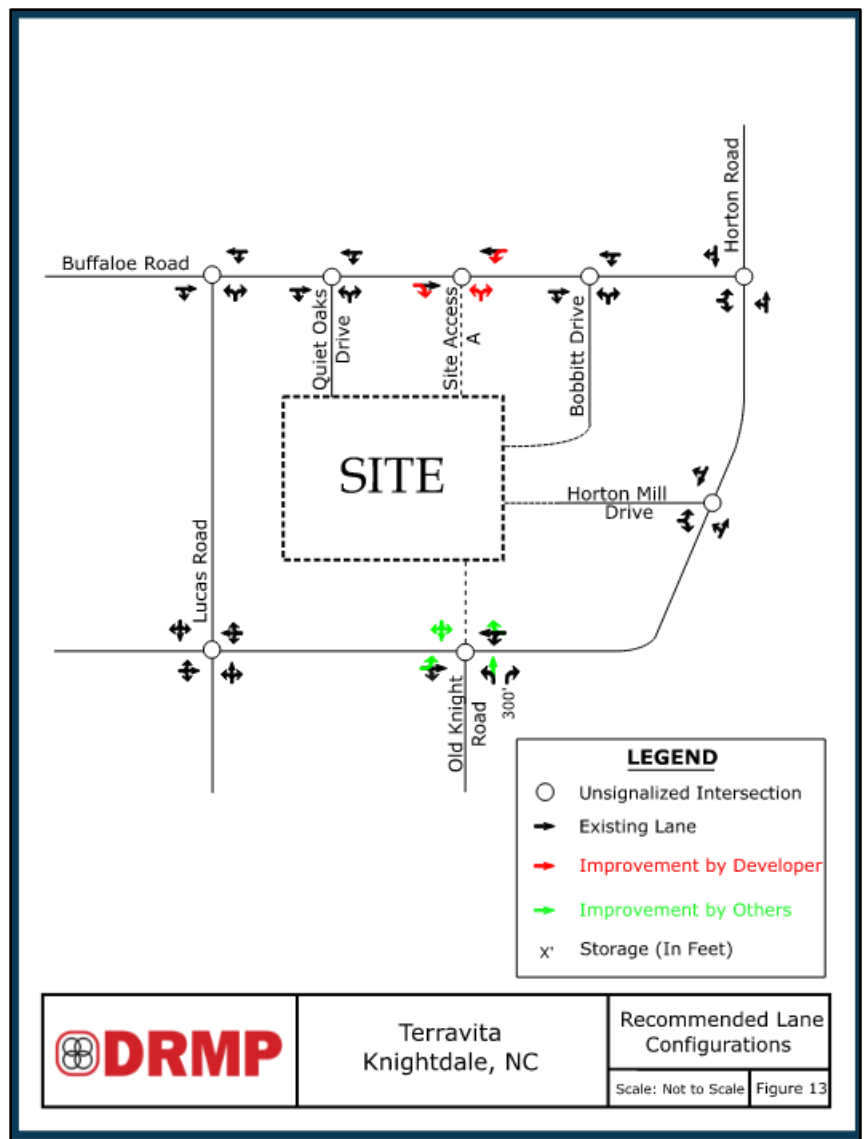 Horton Road
Buffaloe Road
Quiet Oaks
Drive
Site Access
A
Bobbitt Drive
SITE
Horton Mill
Drive
Lucas Road
Old Knight
Road
300'
LEGEND
Unsignalized Intersection
Existing Lane
Improvement by Developer
Improvement by Others
X' Storage (In Feet)
DRMP
Terravita
Knightdale, NC
Recommended Lane
Configurations
Scale: Not to Scale
Figure 13